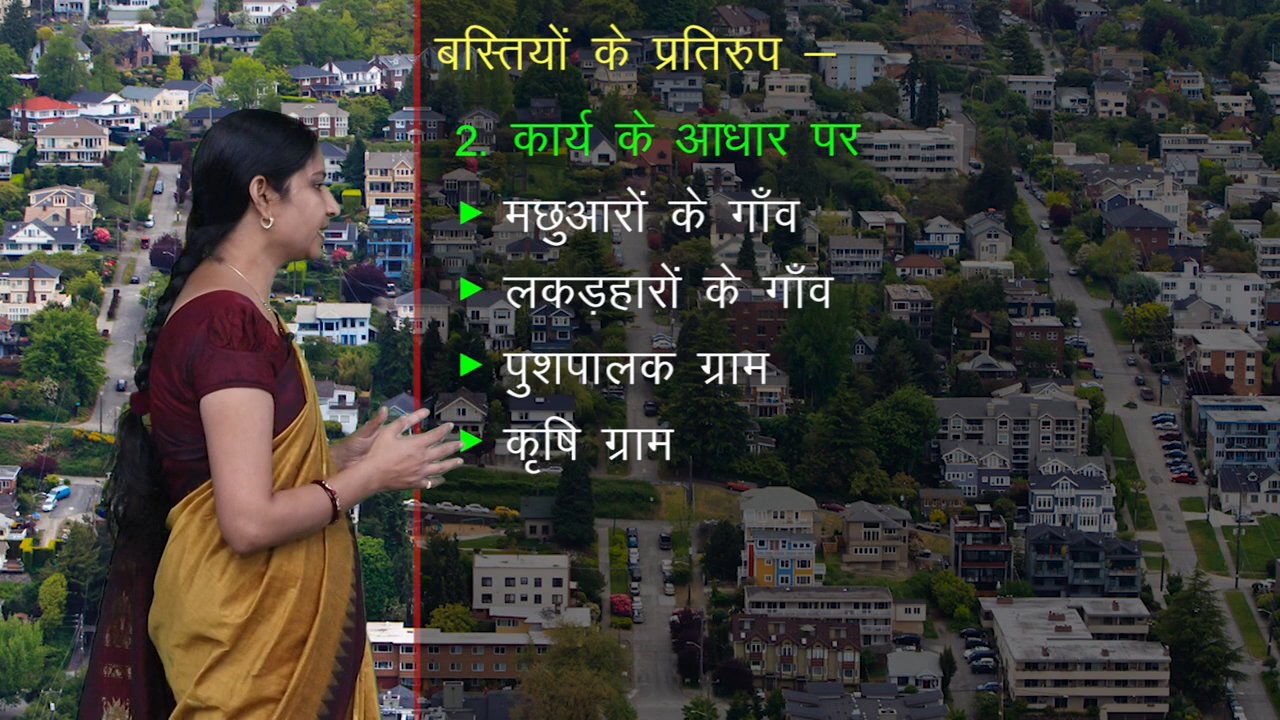 बस्तियों के प्रतिरुप –
2. कार्य के आधार पर
मछुआरों के गाँव
लकड़हारों के गाँव
पुशपालक ग्राम
कृषि ग्राम